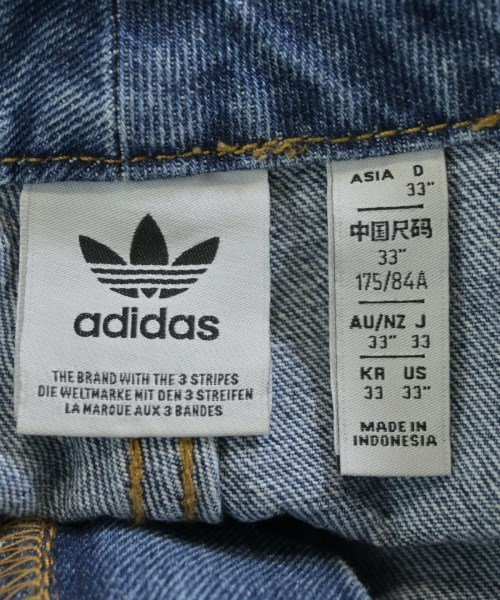 adidas
THE BRAND WITH THE 3 STRIPES
DIE WELTMARKE MIT DEN 3 STREIFEN
LA MARQUE AUX 3 BANDES
ASIA D
33"
中国尺码
33"
175/84A
AU/NZ J
33" 33
KR US
33 33"
MADE IN
INDONESIA